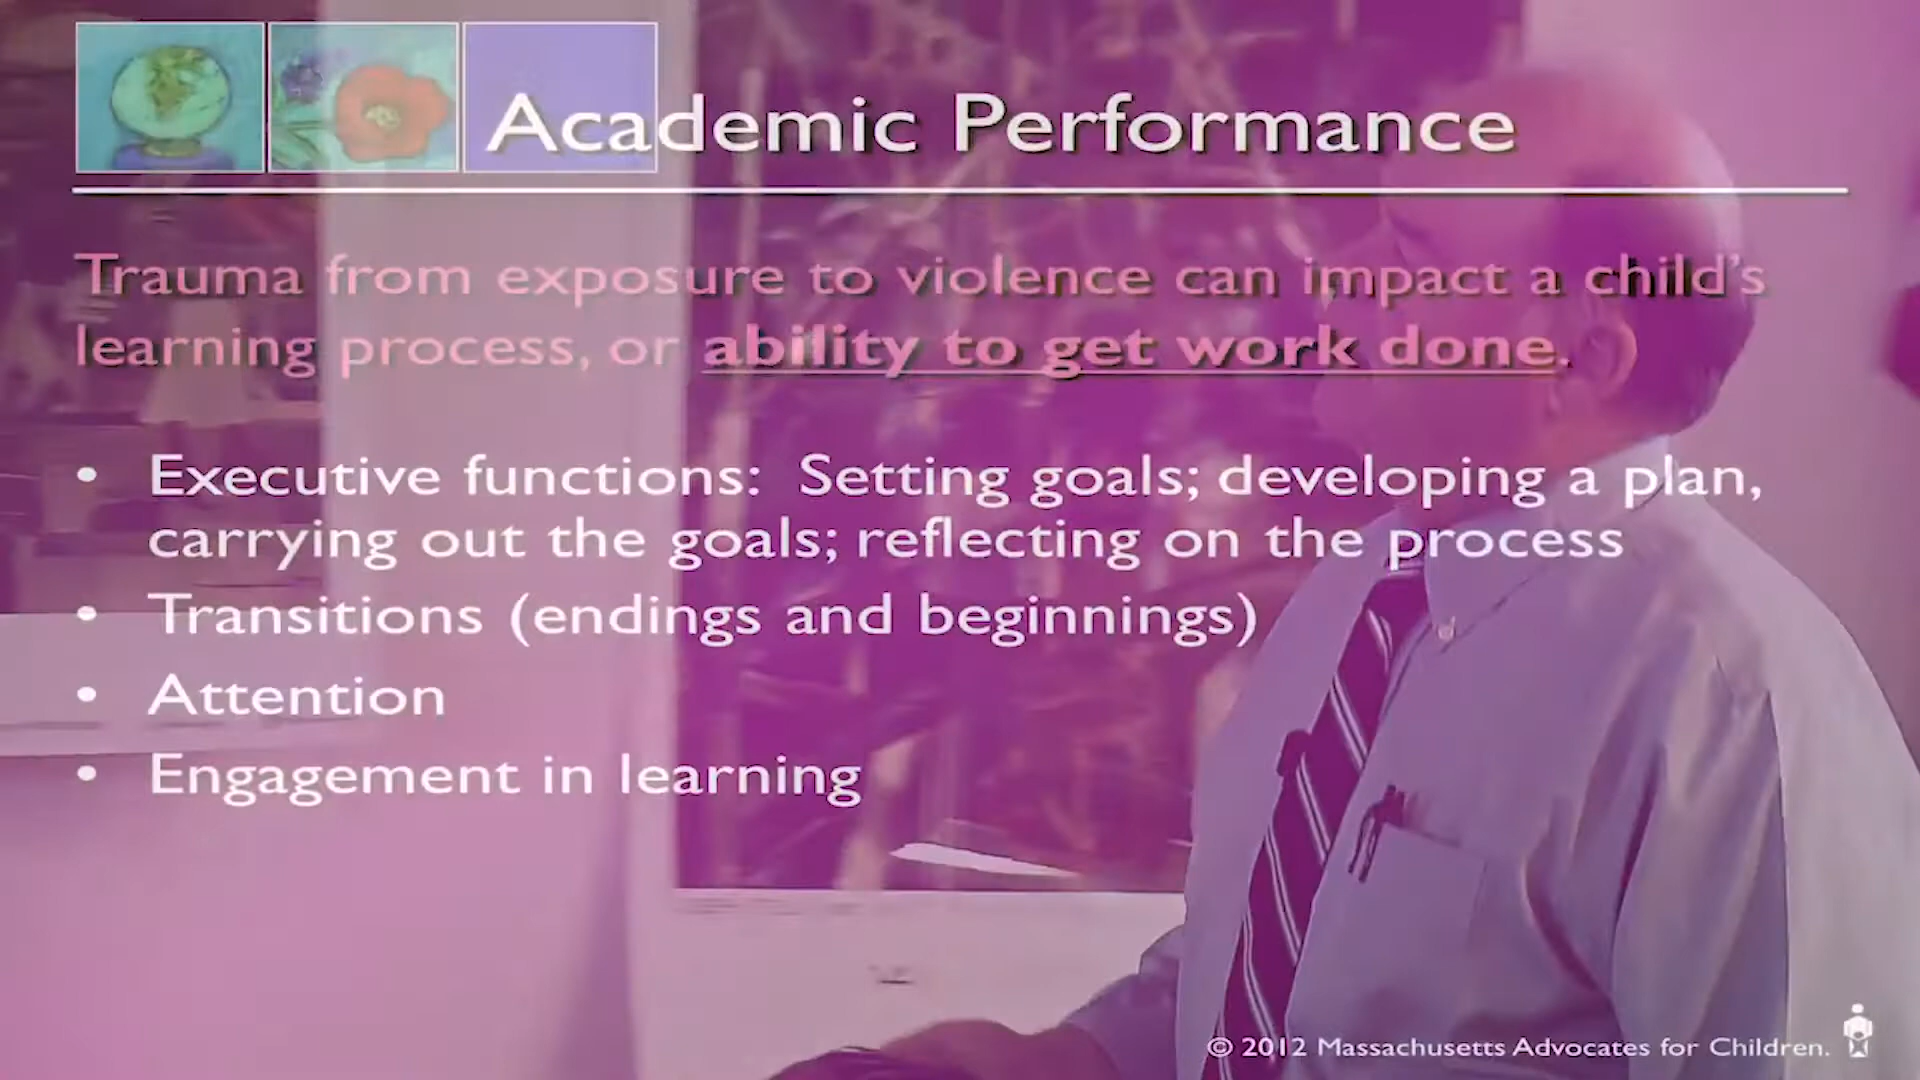 Academic Performance
Trauma from exposure to violence can impact a child's
learning process, or ability to get work done.
• Executive functions: Setting goals; developing a plan,
carrying out the goals; reflecting on the process
• Transitions (endings and beginnings)
• Attention
• Engagement in learning
© 2012 Massachusetts Advocates for Children.